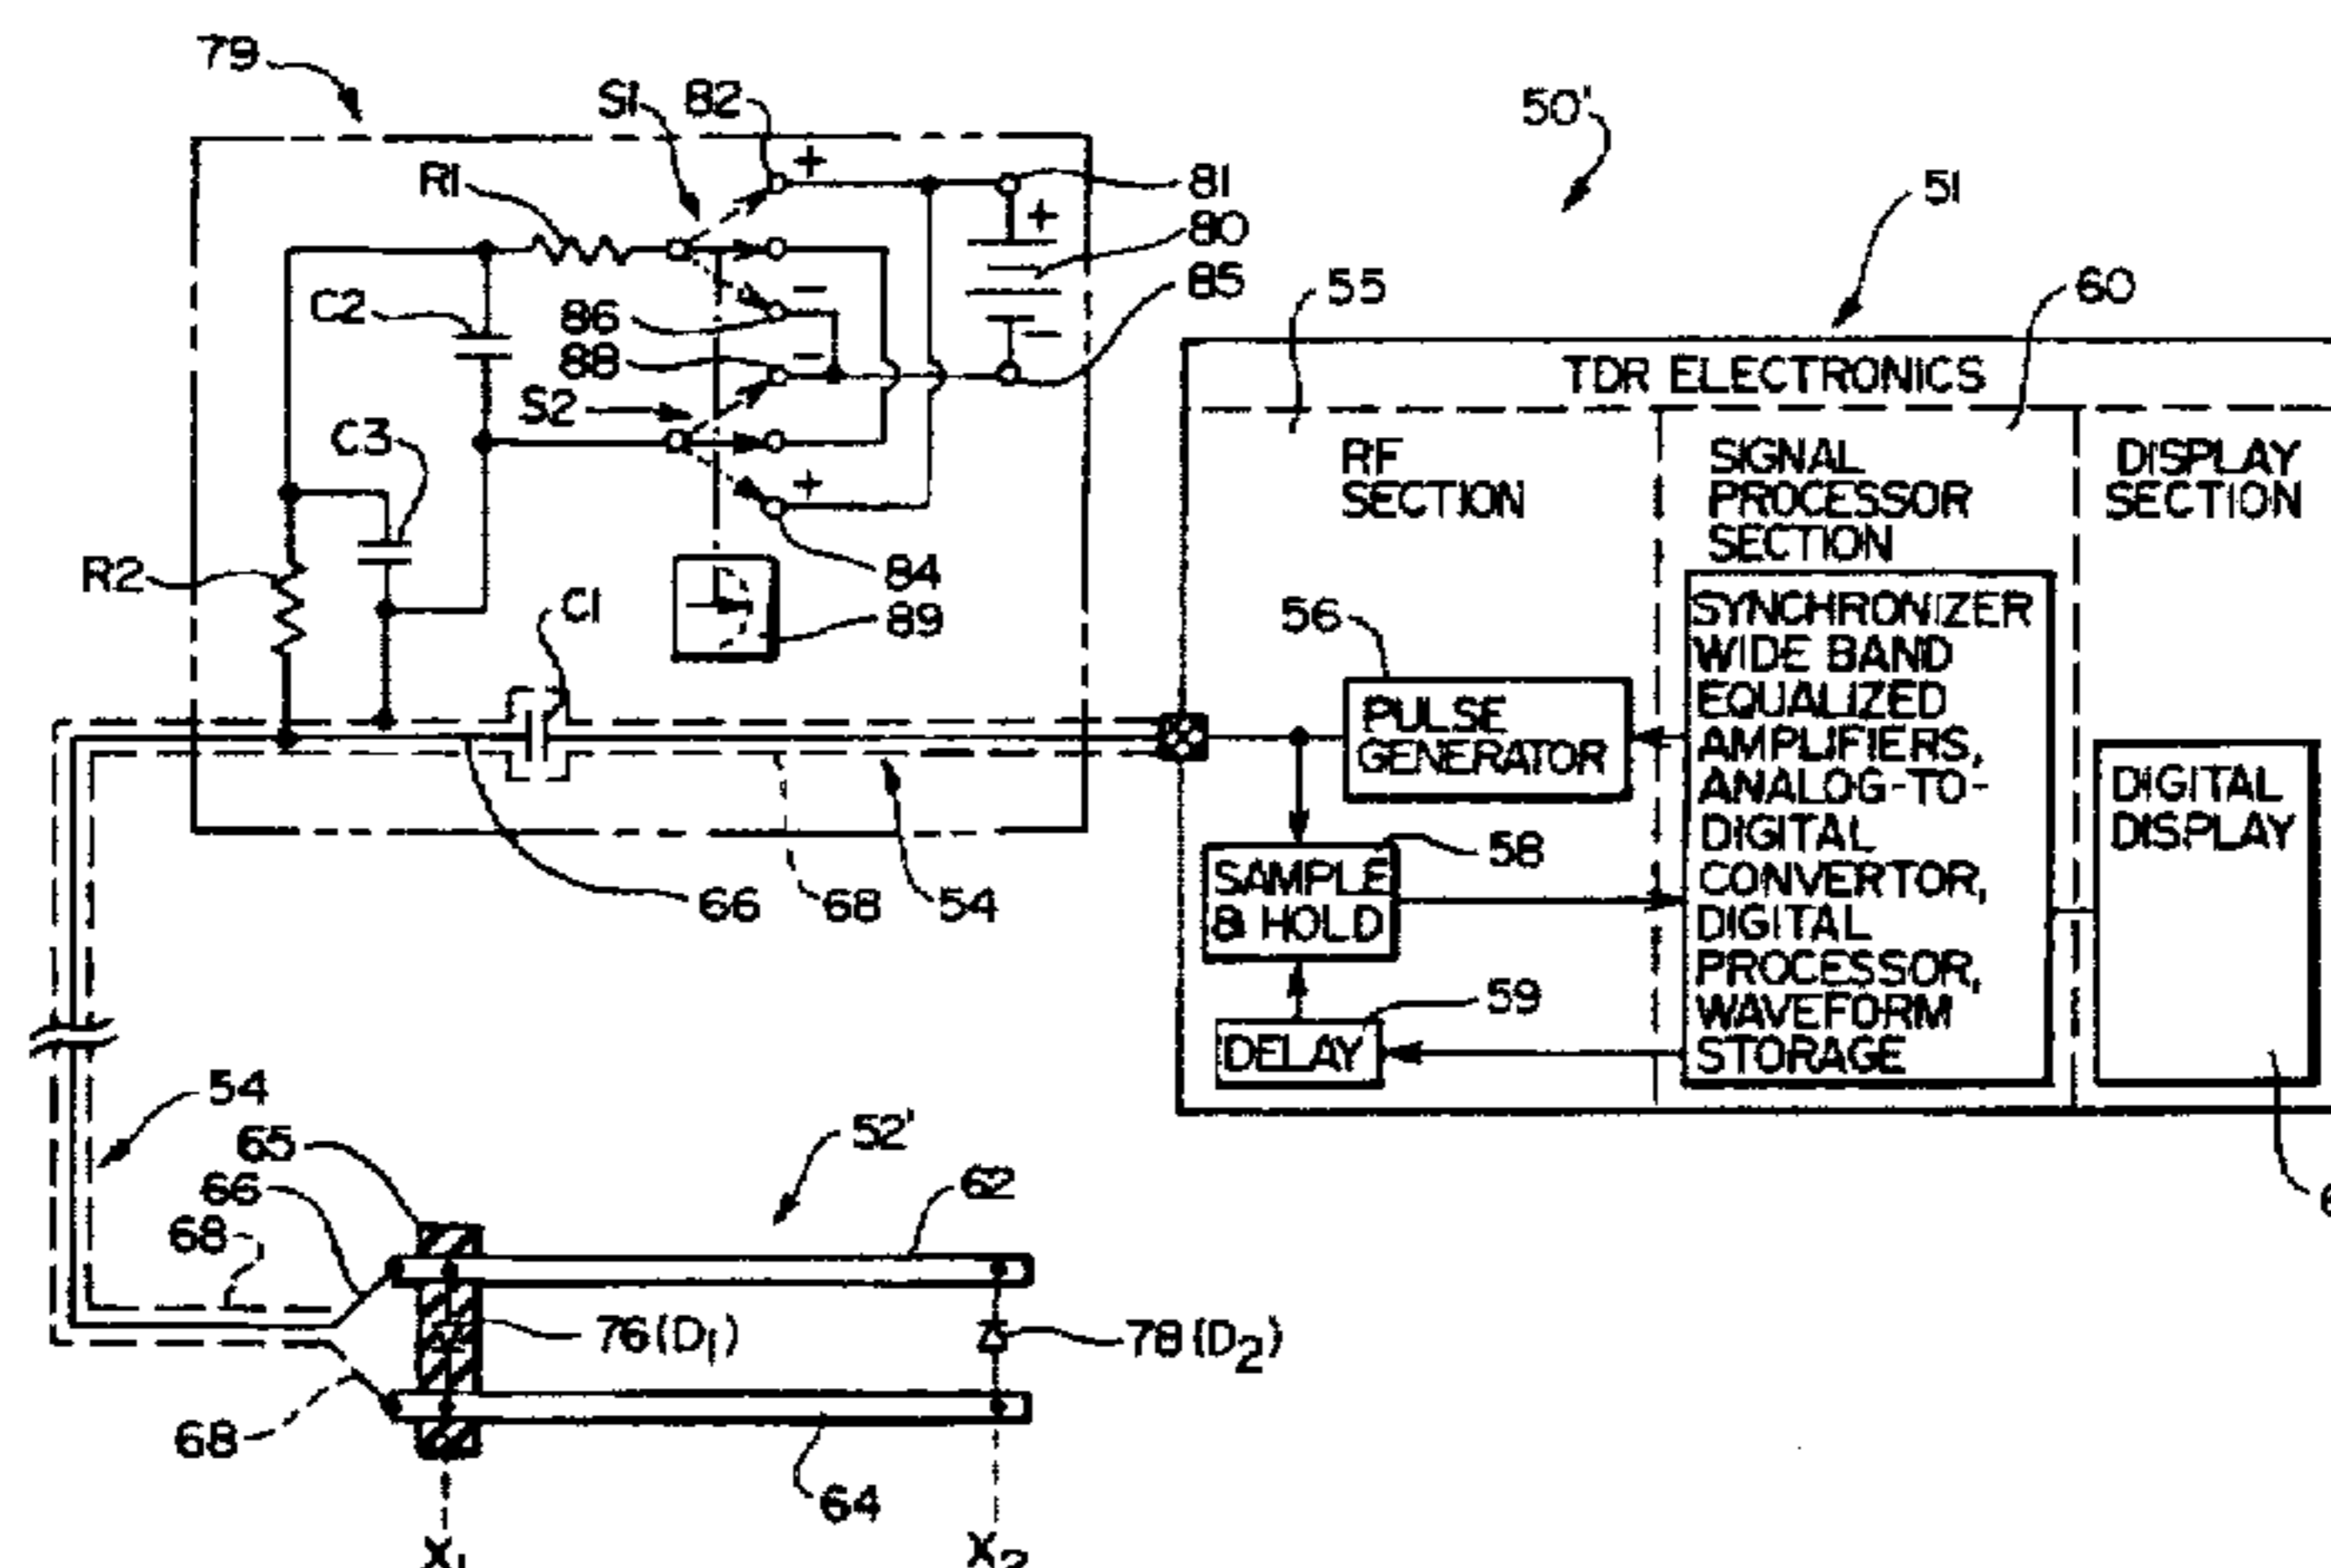 79
S1
82
50"
+
81
51
R1
+
80
85
55
60
C2
86
−
88
−
−
TDR ELECTRONICS
S2
C3
RF
SECTION
SIGNAL
PROCESSOR
SECTION
DISPLAY
SECTION
+
R2
84
C1
89
56
SYNCHRONIZER
WIDE BAND
EQUALIZED
AMPLIFIERS,
ANALOG-TO-
DIGITAL
CONVERTOR,
DIGITAL
PROCESSOR,
WAVEFORM
STORAGE
PULSE
GENERATOR
DIGITAL
DISPLAY
58
SAMPLE
& HOLD
66
68
54
59
DELAY
54
65
52'
66
62
68
76(D1)
78(D2)
68
64
X1
X2